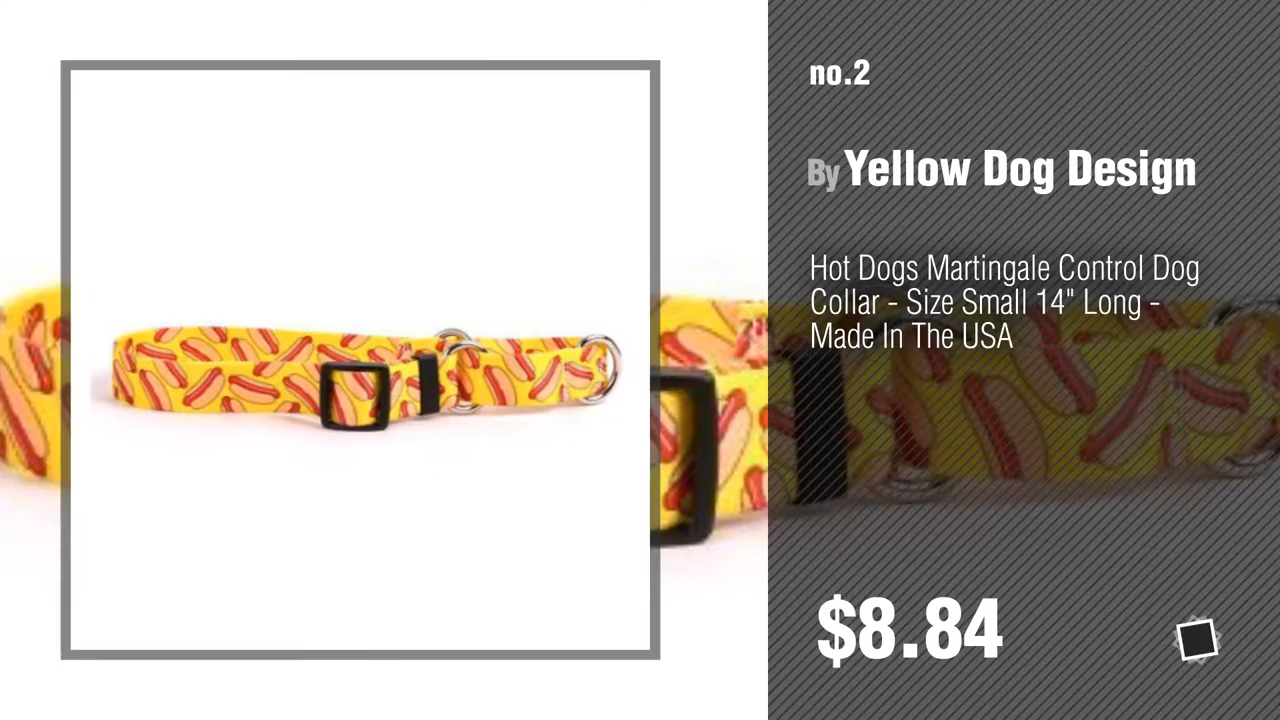 no.2
By Yellow Dog Design
Hot Dogs Martingale Control Dog
Collar - Size Small 14" Long -
Made In The USA
$8.84